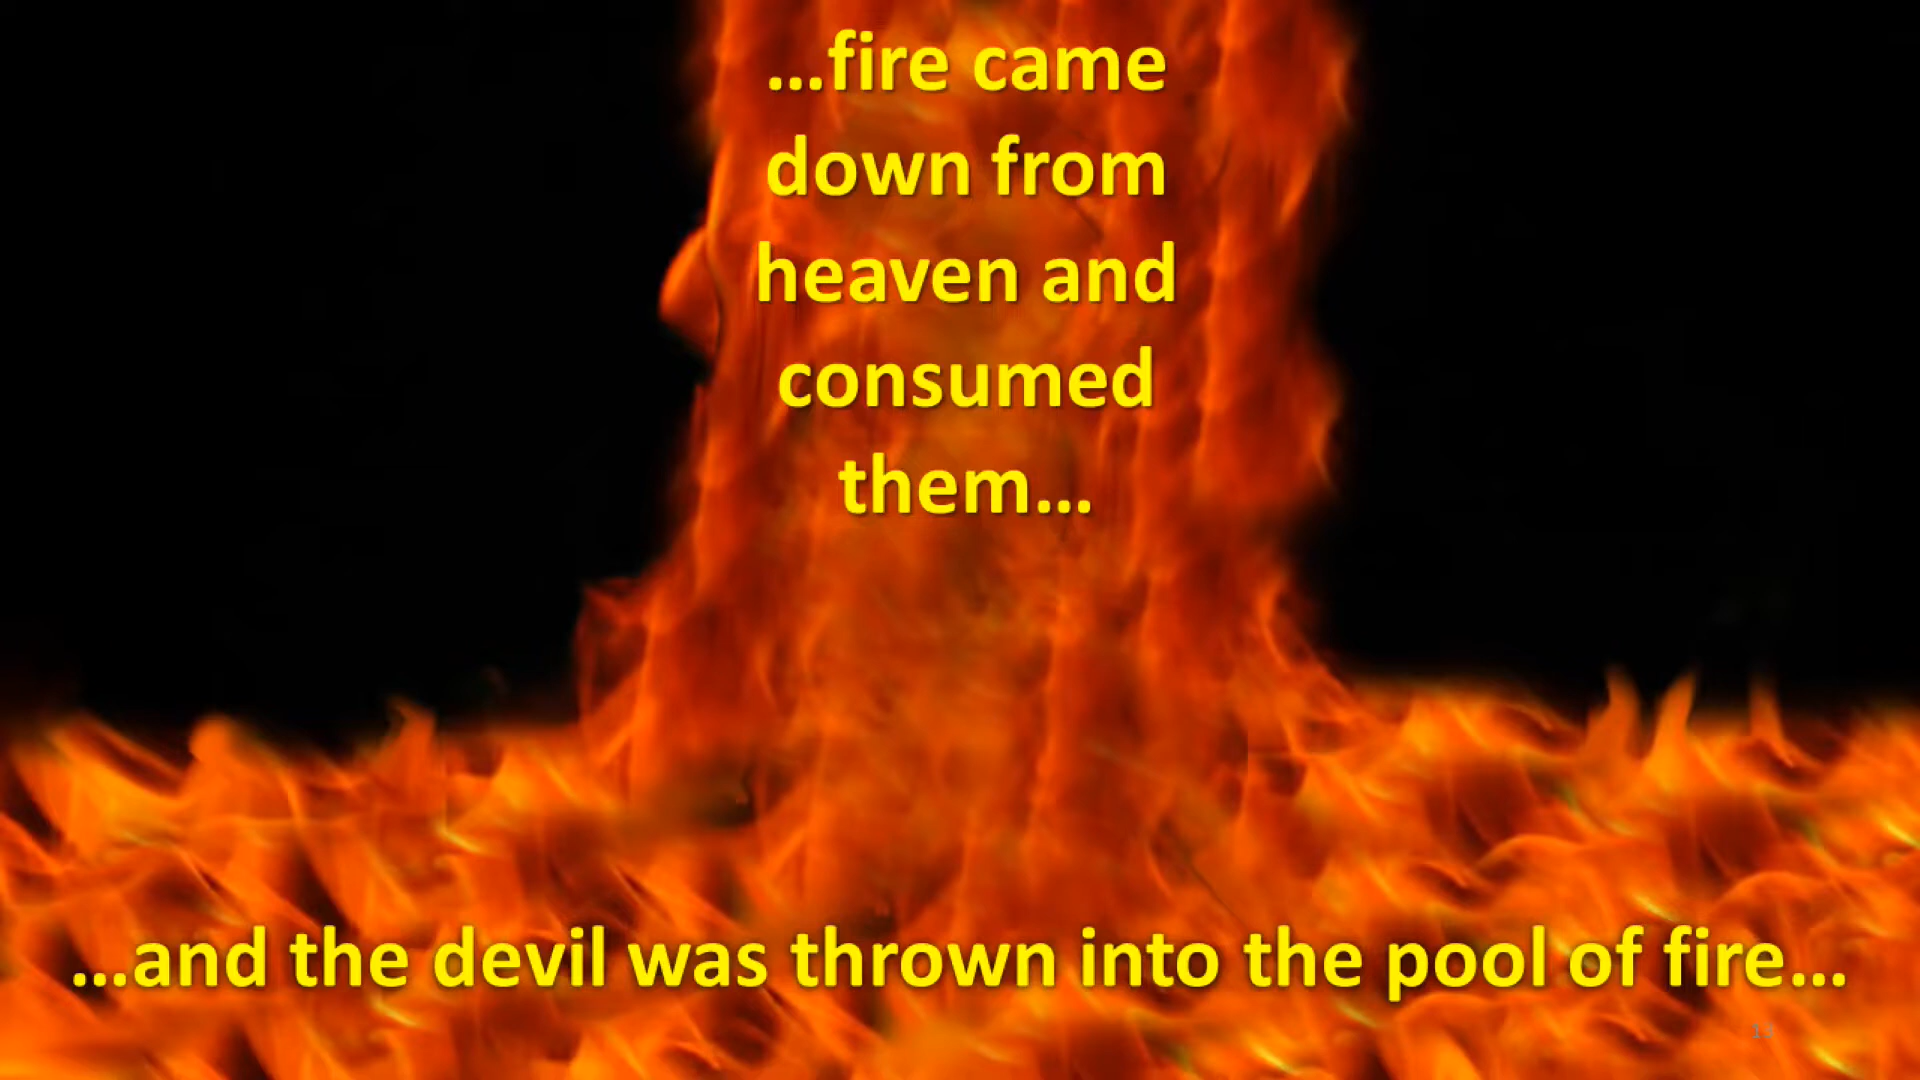 …fire came
down from
heaven and
consumed
them…
…and the devil was thrown into the pool of fire…